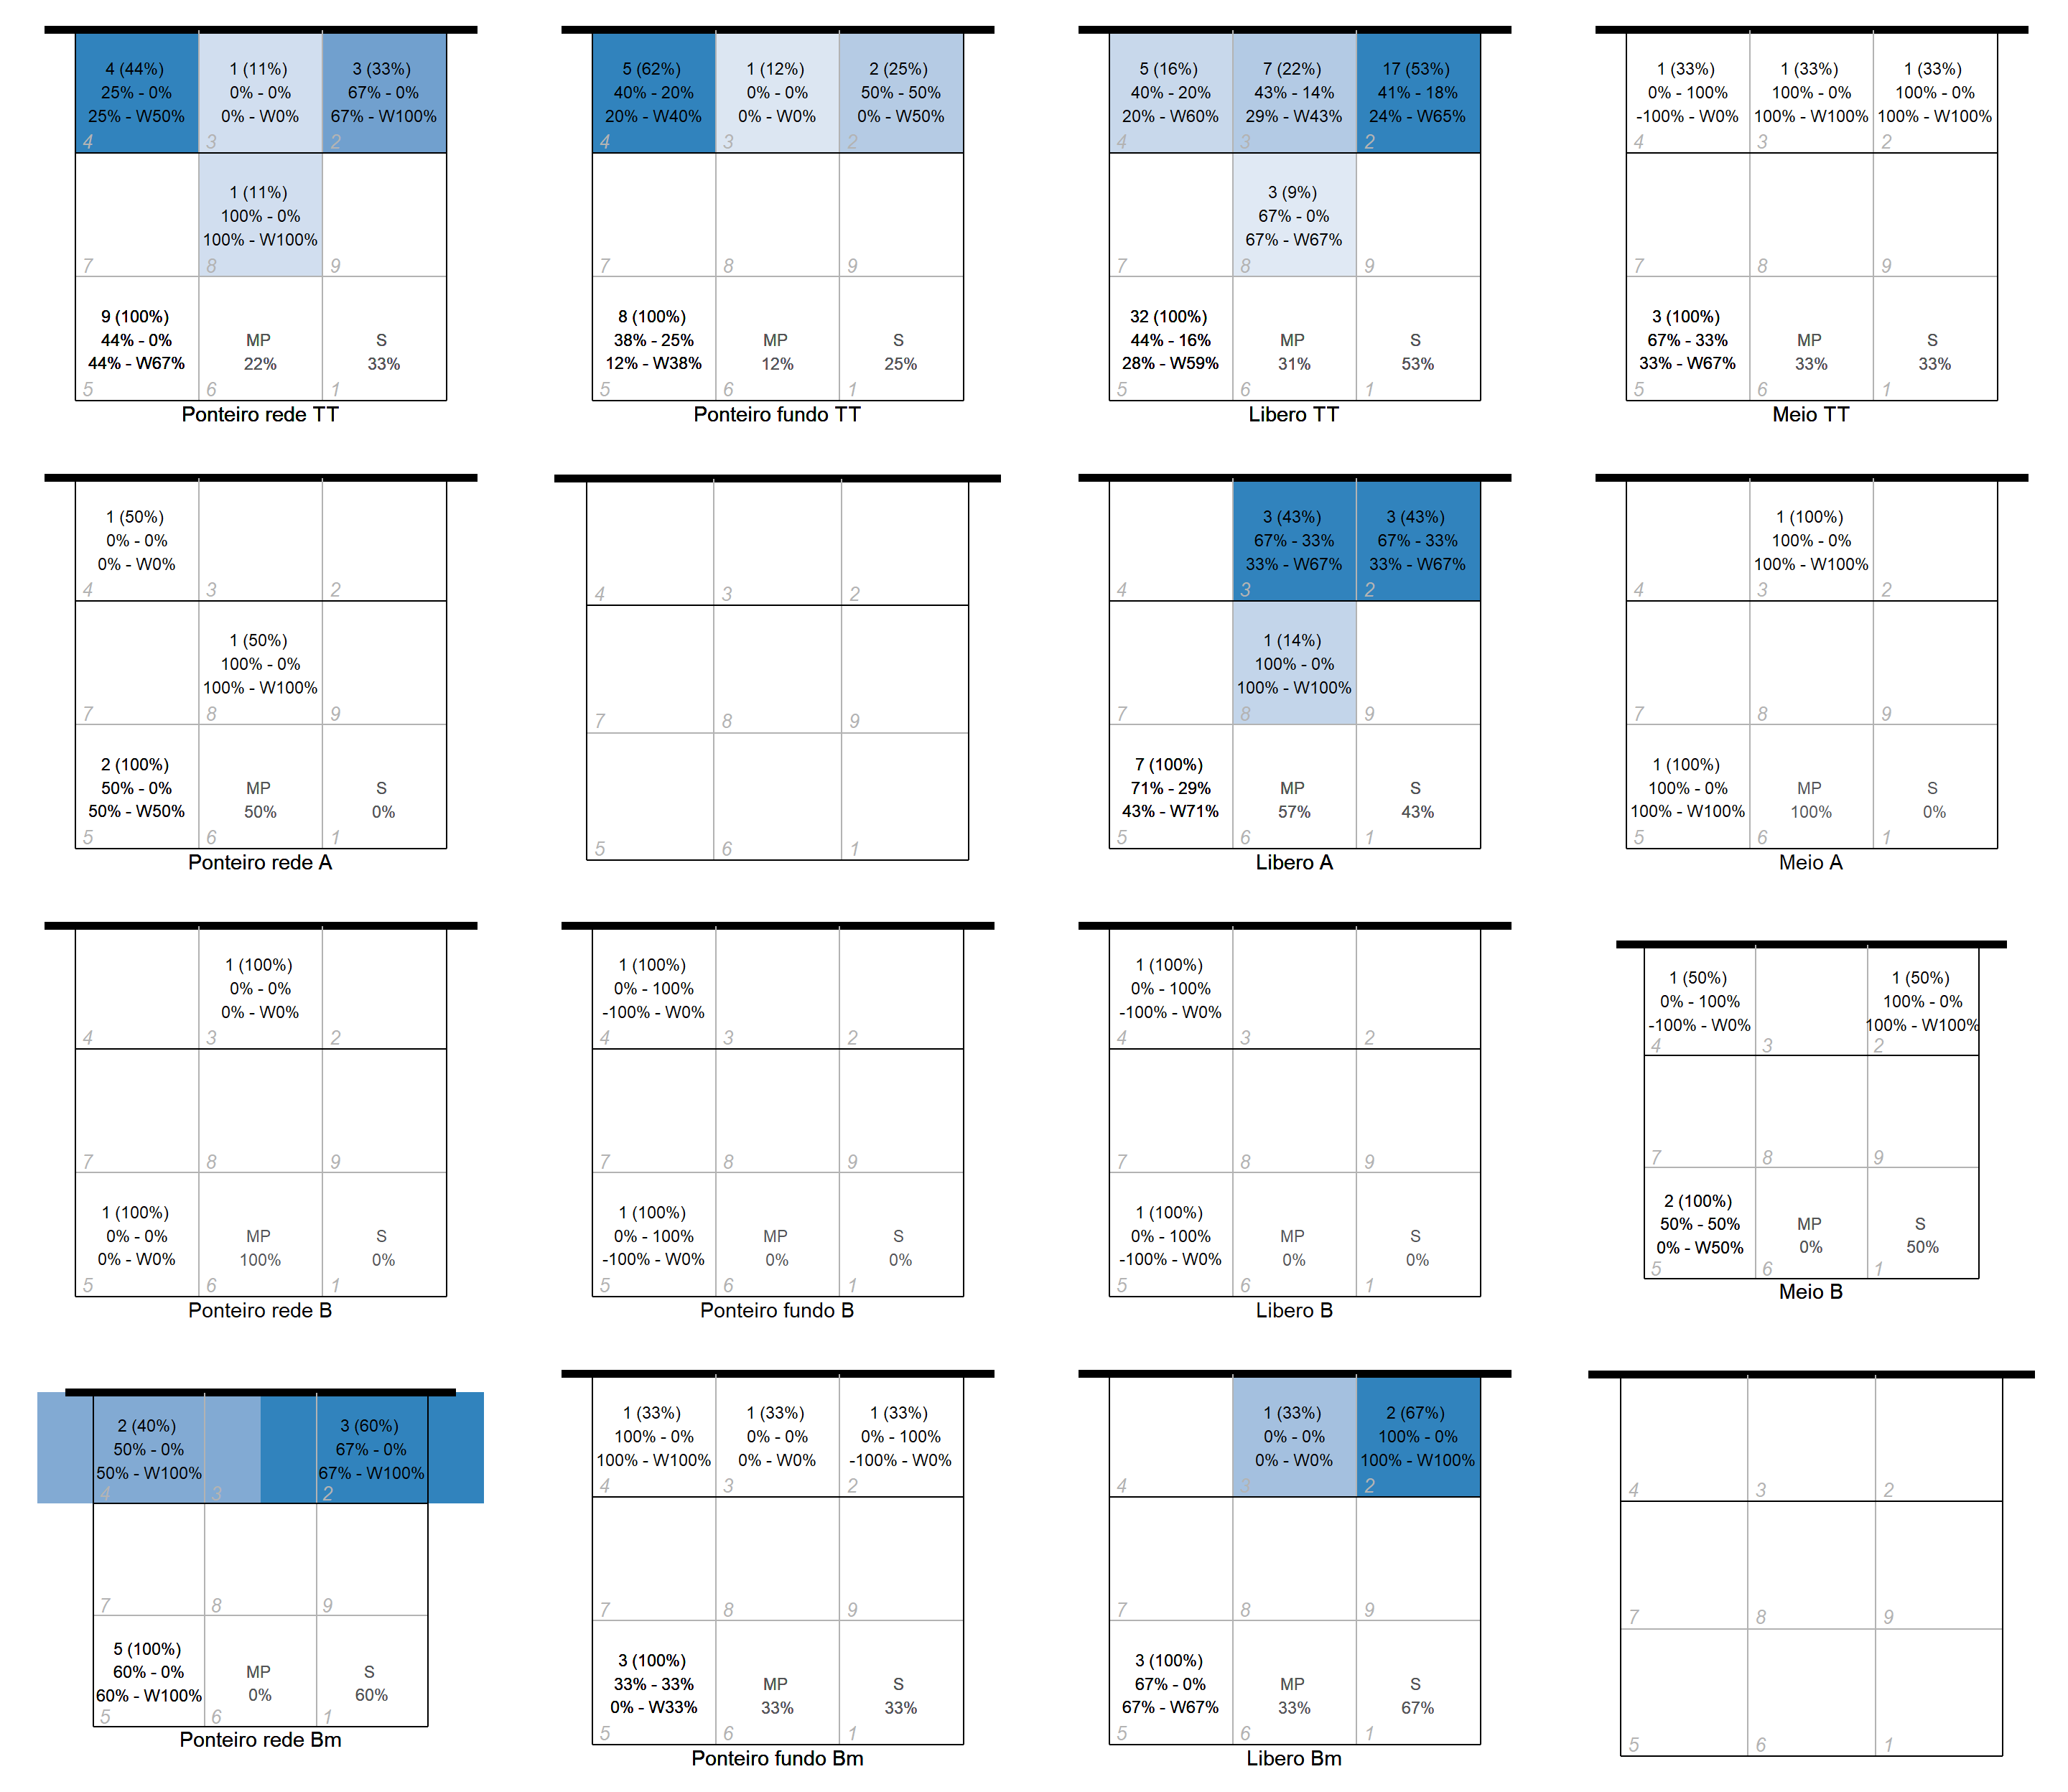 4 (44%)
25% - 0%
25% - W50%
4
1 (11%)
0% - 0%
0% - W0%
3
3 (33%)
67% - 0%
67% - W100%
2
7
1 (11%)
100% - 0%
100% - W100%
8
9
9 (100%)
44% - 0%
44% - W67%
5
MP
22%
6
S
33%
1
Ponteiro rede TT
5 (62%)
40% - 20%
20% - W40%
4
1 (12%)
0% - 0%
0% - W0%
3
2 (25%)
50% - 50%
0% - W50%
2
7
8
9
8 (100%)
38% - 25%
12% - W38%
5
MP
12%
6
S
25%
1
Ponteiro fundo TT
5 (16%)
40% - 20%
20% - W60%
4
7 (22%)
43% - 14%
29% - W43%
3
17 (53%)
41% - 18%
24% - W65%
2
7
3 (9%)
67% - 0%
67% - W67%
8
9
32 (100%)
44% - 16%
28% - W59%
5
MP
31%
6
S
53%
1
Libero TT
1 (33%)
0% - 100%
-100% - W0%
4
1 (33%)
100% - 0%
100% - W100%
3
1 (33%)
100% - 0%
100% - W100%
2
7
8
9
3 (100%)
67% - 33%
33% - W67%
5
MP
33%
6
S
33%
1
Meio TT
1 (50%)
0% - 0%
0% - W0%
4
3
2
7
1 (50%)
100% - 0%
100% - W100%
8
9
2 (100%)
50% - 0%
50% - W50%
5
MP
50%
6
S
0%
1
Ponteiro rede A
4
3
2
7
8
9
5
6
1
4
3 (43%)
67% - 33%
33% - W67%
3
3 (43%)
67% - 33%
33% - W67%
2
7
1 (14%)
100% - 0%
100% - W100%
8
9
7 (100%)
71% - 29%
43% - W71%
5
MP
57%
6
S
43%
1
Libero A
4
1 (100%)
100% - 0%
100% - W100%
3
2
7
8
9
1 (100%)
100% - 0%
100% - W100%
5
MP
100%
6
S
0%
1
Meio A
4
1 (100%)
0% - 0%
0% - W0%
3
2
7
8
9
1 (100%)
0% - 0%
0% - W0%
5
MP
100%
6
S
0%
1
Ponteiro rede B
1 (100%)
0% - 100%
-100% - W0%
4
3
2
7
8
9
1 (100%)
0% - 100%
-100% - W0%
5
MP
0%
6
S
0%
1
Ponteiro fundo B
1 (100%)
0% - 100%
-100% - W0%
4
3
2
7
8
9
1 (100%)
0% - 100%
-100% - W0%
5
MP
0%
6
S
0%
1
Libero B
1 (50%)
0% - 100%
-100% - W0%
4
3
1 (50%)
100% - 0%
100% - W100%
2
7
8
9
2 (100%)
50% - 50%
0% - W50%
5
MP
0%
6
S
50%
1
Meio B
2 (40%)
50% - 0%
50% - W100%
4
3
3 (60%)
67% - 0%
67% - W100%
2
7
8
9
5 (100%)
60% - 0%
60% - W100%
5
MP
0%
6
S
60%
1
Ponteiro rede Bm
1 (33%)
100% - 0%
100% - W100%
4
1 (33%)
0% - 0%
0% - W0%
3
1 (33%)
0% - 100%
-100% - W0%
2
7
8
9
3 (100%)
33% - 33%
0% - W33%
5
MP
33%
6
S
33%
1
Ponteiro fundo Bm
4
1 (33%)
0% - 0%
0% - W0%
3
2 (67%)
100% - 0%
100% - W100%
2
7
8
9
3 (100%)
67% - 0%
67% - W67%
5
MP
33%
6
S
67%
1
Libero Bm
4
3
2
7
8
9
5
6
1